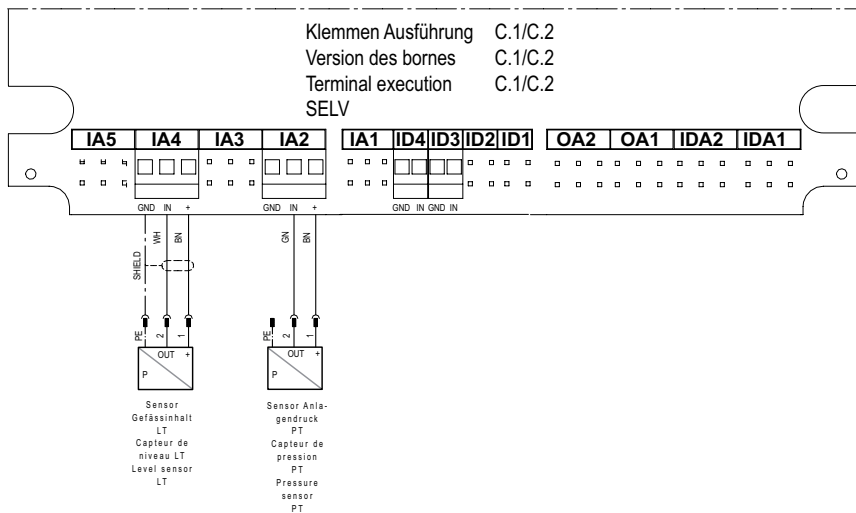 Klemmen Ausführung C.1/C.2
Version des bornes C.1/C.2
Terminal execution C.1/C.2
SELV
IA5 IA4 IA3 IA2 IA1 ID4 ID3 ID2 ID1 OA2 OA1 IDA2 IDA1
GND IN + GND IN + GND IN GND IN
SHIELD WH BN GN BN
PE 2 1 PE 2 1
OUT + OUT +
P P
Sensor
Gefässinhalt
LT
Capteur de
niveau LT
Level sensor
LT
Sensor Anla-
gendruck
PT
Capteur de
pression
PT
Pressure
sensor
PT